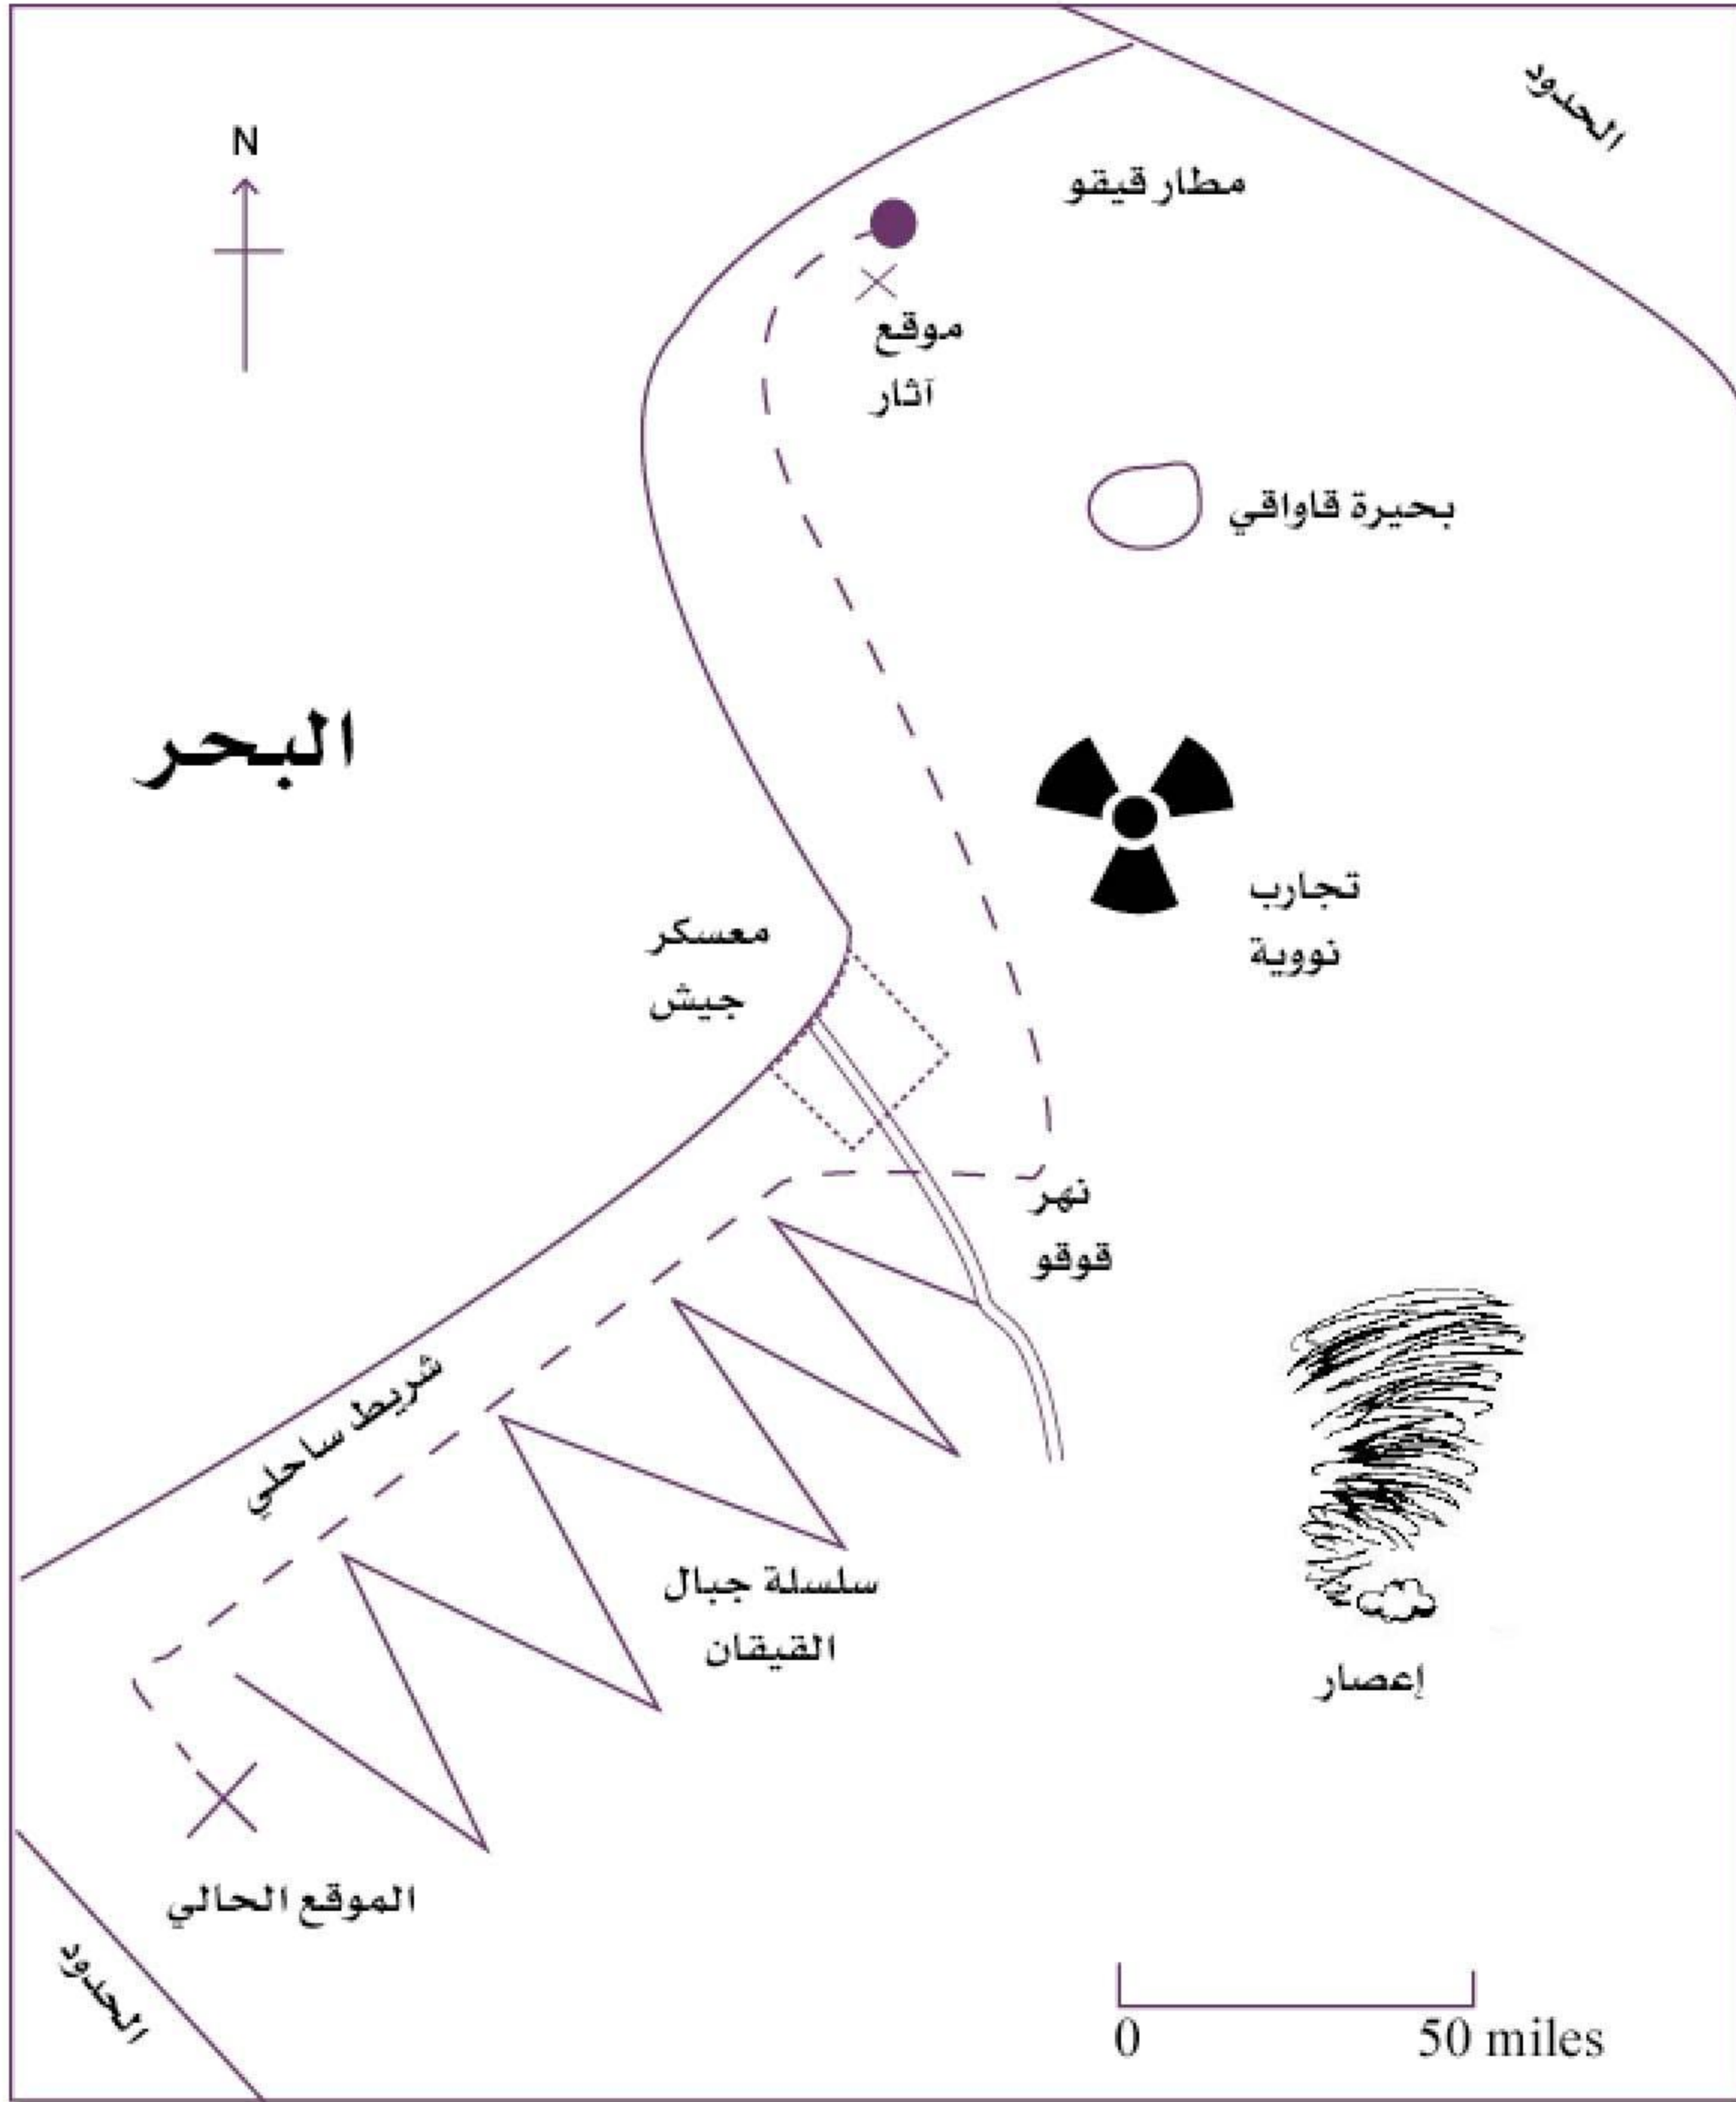 الحدود
N
مطار قيقو
موقع
آثار
بحيرة قاواقي
البحر
تجارب
نووية
معسكر
جيش
نهر
قوقو
شريط ساحلي
سلسلة جبال
القيقان
إعصار
الموقع الحالي
الحدود
0 50 miles